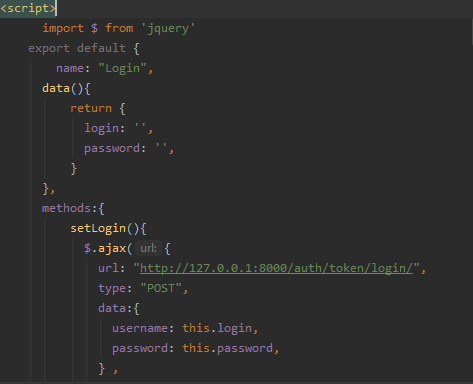 <script>
import $ from 'jquery'
export default {
name: "Login",
data(){
return {
login: '',
password: '',
}
},
methods:{
setLogin(){
$.ajax( url: {
url: "http://127.0.0.1:8000/auth/token/login/",
type: "POST",
data:{
username: this.login,
password: this.password,
} ,